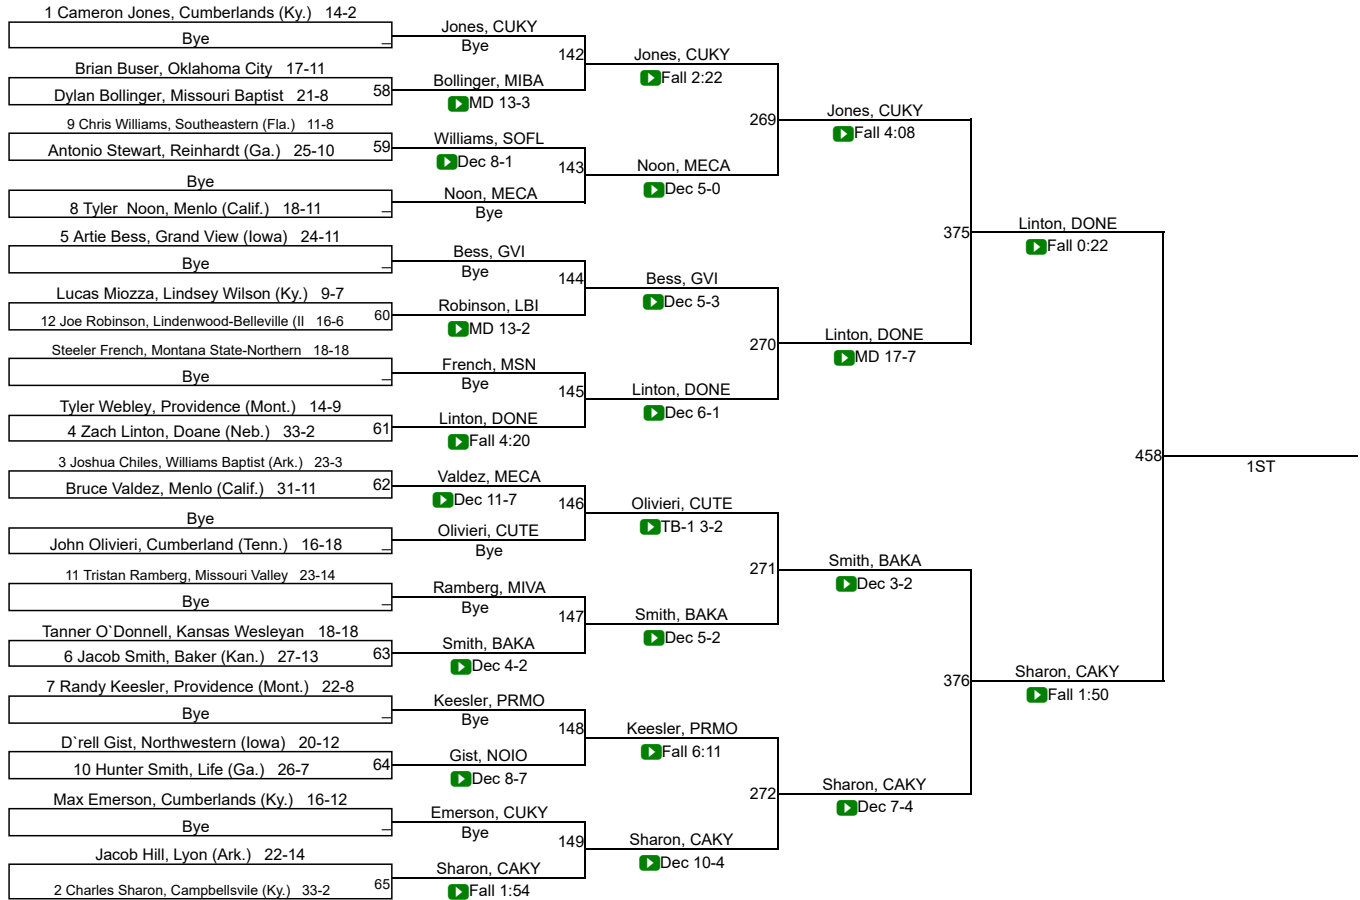 1 Cameron Jones, Cumberlands (Ky.) 14-2
Bye
Brian Buser, Oklahoma City 17-11
58
Dylan Bollinger, Missouri Baptist 21-8
9 Chris Williams, Southeastern (Fla.) 11-8
59
Antonio Stewart, Reinhardt (Ga.) 25-10
Bye
8 Tyler Noon, Menlo (Calif.) 18-11
5 Artie Bess, Grand View (Iowa) 24-11
Bye
Lucas Miozza, Lindsey Wilson (Ky.) 9-7
60
12 Joe Robinson, Lindenwood-Belleville (Il 16-6
Steeler French, Montana State-Northern 18-18
Bye
Tyler Webley, Providence (Mont.) 14-9
61
4 Zach Linton, Doane (Neb.) 33-2
3 Joshua Chiles, Williams Baptist (Ark.) 23-3
62
Bruce Valdez, Menlo (Calif.) 31-11
Bye
John Olivieri, Cumberland (Tenn.) 16-18
11 Tristan Ramberg, Missouri Valley 23-14
Bye
Tanner O`Donnell, Kansas Wesleyan 18-18
63
6 Jacob Smith, Baker (Kan.) 27-13
7 Randy Keesler, Providence (Mont.) 22-8
Bye
D`rell Gist, Northwestern (Iowa) 20-12
64
10 Hunter Smith, Life (Ga.) 26-7
Max Emerson, Cumberlands (Ky.) 16-12
Bye
Jacob Hill, Lyon (Ark.) 22-14
65
2 Charles Sharon, Campbellsvile (Ky.) 33-2
Jones, CUKY
Bye
142
Bollinger, MIBA
MD 13-3
Williams, SOFL
Dec 8-1
143
Noon, MECA
Bye
Bess, GVI
Bye
144
Robinson, LBI
MD 13-2
French, MSN
Bye
145
Linton, DONE
Fall 4:20
Valdez, MECA
Dec 11-7
146
Olivieri, CUTE
Bye
Ramberg, MIVA
Bye
147
Smith, BAKA
Dec 4-2
Keesler, PRMO
Bye
148
Gist, NOIO
Dec 8-7
Emerson, CUKY
Bye
149
Sharon, CAKY
Fall 1:54
Jones, CUKY
Fall 2:22
269
Noon, MECA
Dec 5-0
Bess, GVI
Dec 5-3
270
Linton, DONE
Dec 6-1
Olivieri, CUTE
TB-1 3-2
271
Smith, BAKA
Dec 5-2
Keesler, PRMO
Fall 6:11
272
Sharon, CAKY
Dec 10-4
Jones, CUKY
Fall 4:08
375
Linton, DONE
MD 17-7
Smith, BAKA
Dec 3-2
376
Sharon, CAKY
Dec 7-4
Linton, DONE
Fall 0:22
458
Sharon, CAKY
Fall 1:50
1ST